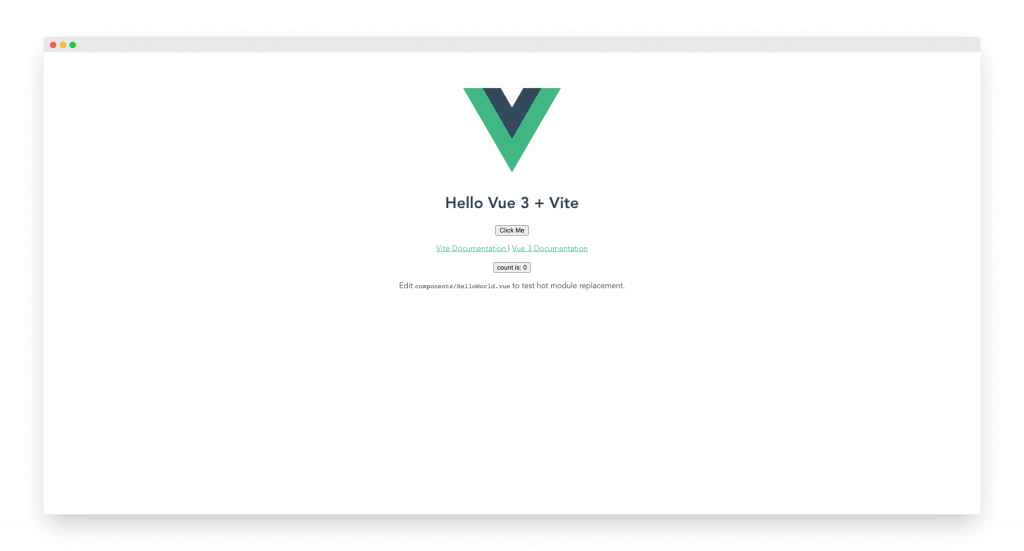 Hello Vue 3 + Vite
Click Me
Vite Documentation | Vue 3 Documentation
count is: 0
Edit components/HelloWorld.vue to test hot module replacement.